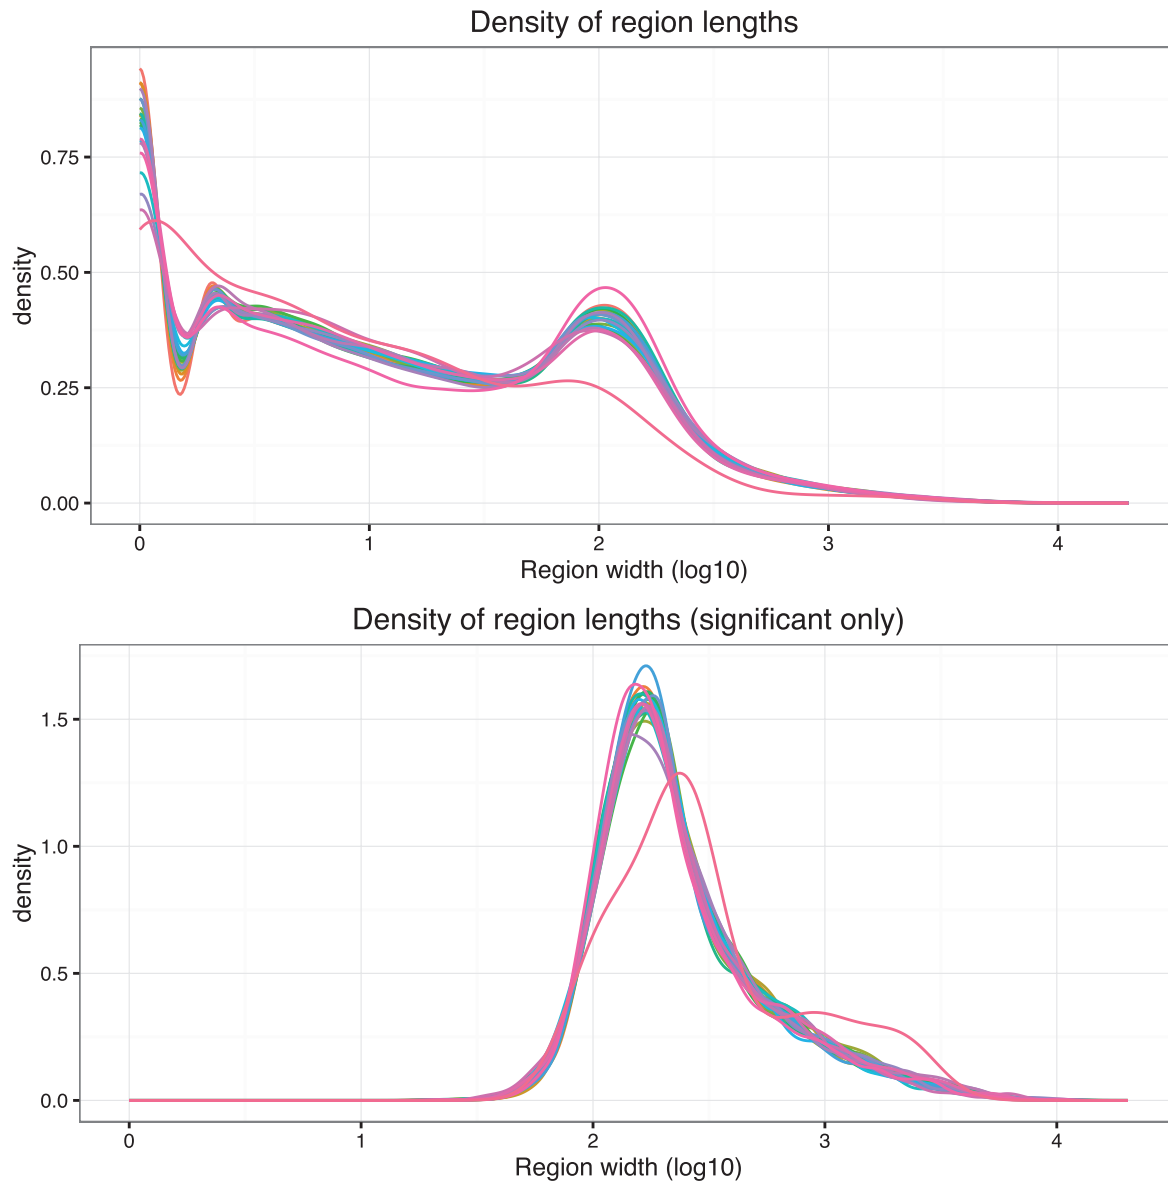 Density of region lengths
density
0.75
0.50
0.25
0.00
0 1 2 3 4
Region width (log10)
Density of region lengths (significant only)
density
1.5
1.0
0.5
0.0
0 1 2 3 4
Region width (log10)